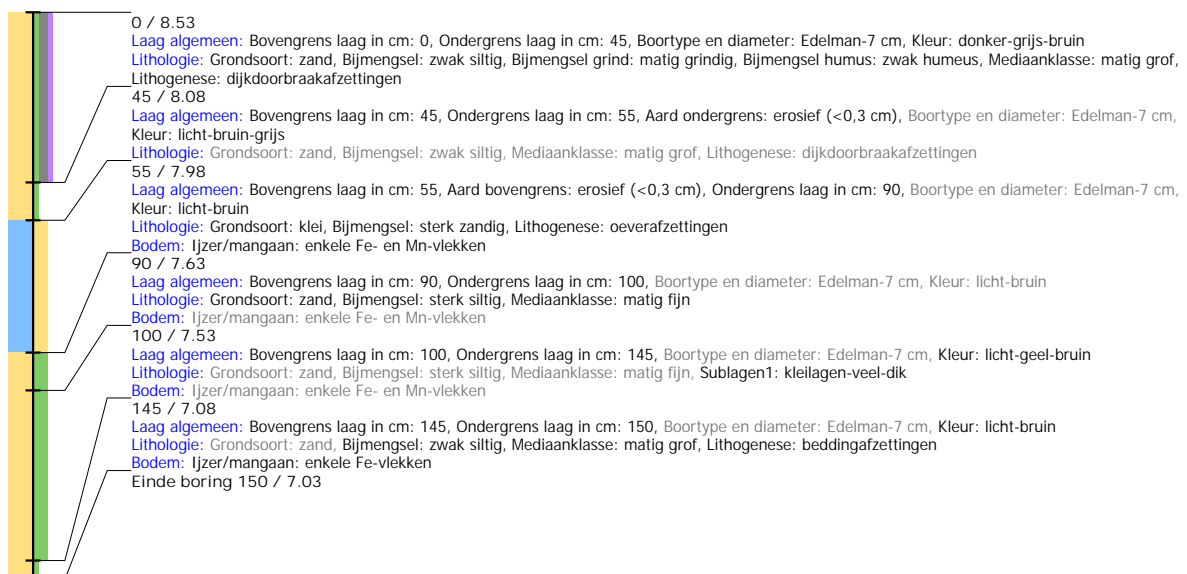 0 / 8.53
Laag algemeen: Bovengrens laag in cm: 0, Ondergrens laag in cm: 45, Boortype en diameter: Edelman-7 cm, Kleur: donker-grijs-bruin
Lithologie: Grondsoort: zand, Bijmengsel: zwak siltig, Bijmengsel grind: matig grindig, Bijmengsel humus: zwak humeus, Mediaanklasse: matig grof,
Lithogenese: dijkdoorbraakafzettingen
45 / 8.08
Laag algemeen: Bovengrens laag in cm: 45, Ondergrens laag in cm: 55, Aard ondergrens: erosief (<0,3 cm), Boortype en diameter: Edelman-7 cm,
Kleur: licht-bruin-grijs
Lithologie: Grondsoort: zand, Bijmengsel: zwak siltig, Mediaanklasse: matig grof, Lithogenese: dijkdoorbraakafzettingen
55 / 7.98
Laag algemeen: Bovengrens laag in cm: 55, Aard bovengrens: erosief (<0,3 cm), Ondergrens laag in cm: 90, Boortype en diameter: Edelman-7 cm,
Kleur: licht-bruin
Lithologie: Grondsoort: klei, Bijmengsel: sterk zandig, Lithogenese: oeverafzettingen
Bodem: Ijzer/mangaan: enkele Fe- en Mn-vlekken
90 / 7.63
Laag algemeen: Bovengrens laag in cm: 90, Ondergrens laag in cm: 100, Boortype en diameter: Edelman-7 cm, Kleur: licht-bruin
Lithologie: Grondsoort: zand, Bijmengsel: sterk siltig, Mediaanklasse: matig fijn
Bodem: Ijzer/mangaan: enkele Fe- en Mn-vlekken
100 / 7.53
Laag algemeen: Bovengrens laag in cm: 100, Ondergrens laag in cm: 145, Boortype en diameter: Edelman-7 cm, Kleur: licht-geel-bruin
Lithologie: Grondsoort: zand, Bijmengsel: sterk siltig, Mediaanklasse: matig fijn, Sublagen1: kleilagen-veel-dik
Bodem: Ijzer/mangaan: enkele Fe- en Mn-vlekken
145 / 7.08
Laag algemeen: Bovengrens laag in cm: 145, Ondergrens laag in cm: 150, Boortype en diameter: Edelman-7 cm, Kleur: licht-bruin
Lithologie: Grondsoort: zand, Bijmengsel: zwak siltig, Mediaanklasse: matig grof, Lithogenese: beddingafzettingen
Bodem: Ijzer/mangaan: enkele Fe-vlekken
Einde boring 150 / 7.03